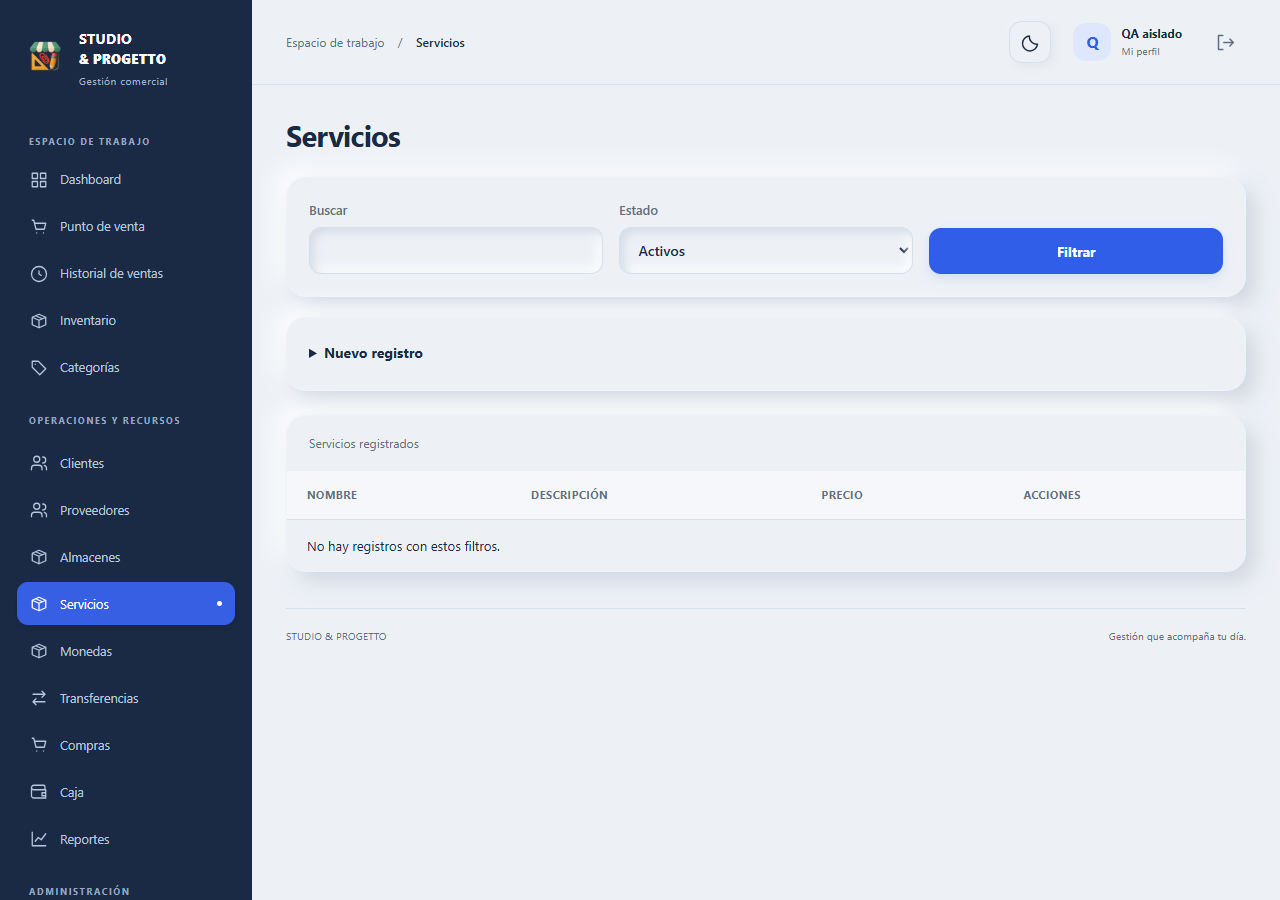 STUDIO
& PROGETTO
Gestión comercial
ESPACIO DE TRABAJO
Dashboard
Punto de venta
Historial de ventas
Inventario
Categorías
OPERACIONES Y RECURSOS
Clientes
Proveedores
Almacenes
Servicios
Monedas
Transferencias
Compras
Caja
Reportes
ADMINISTRACIÓN
Espacio de trabajo / Servicios
Q
QA aislado
Mi perfil
Servicios
Buscar
Estado
Activos
Filtrar
Nuevo registro
Servicios registrados
NOMBRE DESCRIPCIÓN PRECIO ACCIONES
No hay registros con estos filtros.
STUDIO & PROGETTO
Gestión que acompaña tu día.